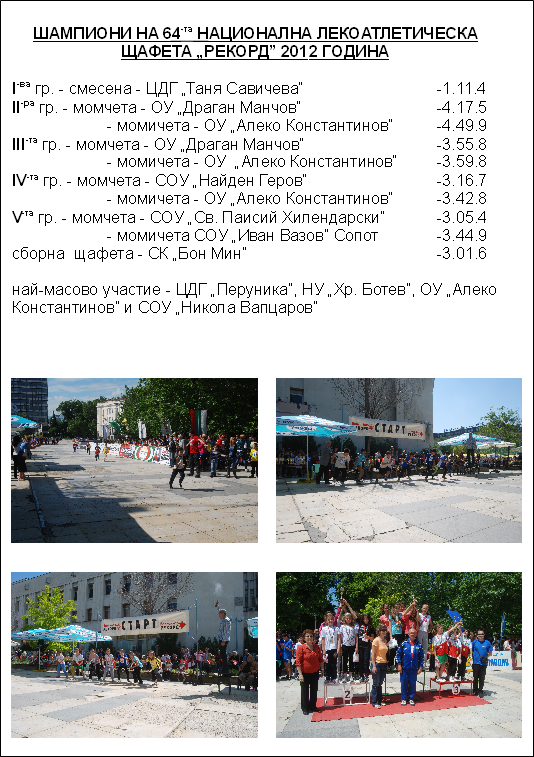 ШАМПИОНИ НА 64-та НАЦИОНАЛНА ЛЕКОАТЛЕТИЧЕСКА
ЩАФЕТА „РЕКОРД” 2012 ГОДИНА
I-ва гр. - смесена - ЦДГ „Таня Савичева” -1.11.4
II-ра гр. - момчета - ОУ „Драган Манчов” -4.17.5
- момичета - ОУ „Алеко Константинов” -4.49.9
III-та гр. - момчета - ОУ „Драган Манчов” -3.55.8
- момичета - ОУ „Алеко Константинов” -3.59.8
IV-та гр. - момчета - СОУ „Найден Геров” -3.16.7
- момичета - ОУ „Алеко Константинов” -3.42.8
V-та гр. - момчета - СОУ „Св. Паисий Хилендарски” -3.05.4
- момичета СОУ „Иван Вазов” Сопот -3.44.9
сборна щафета - СК „Бон Мин” -3.01.6
най-масово участие - ЦДГ „Перуника”, НУ „Хр. Ботев”, ОУ „Алеко
Константинов” и СОУ „Никола Вапцаров”
СТАРТ
СТАРТ
РЕКОРД
2
3